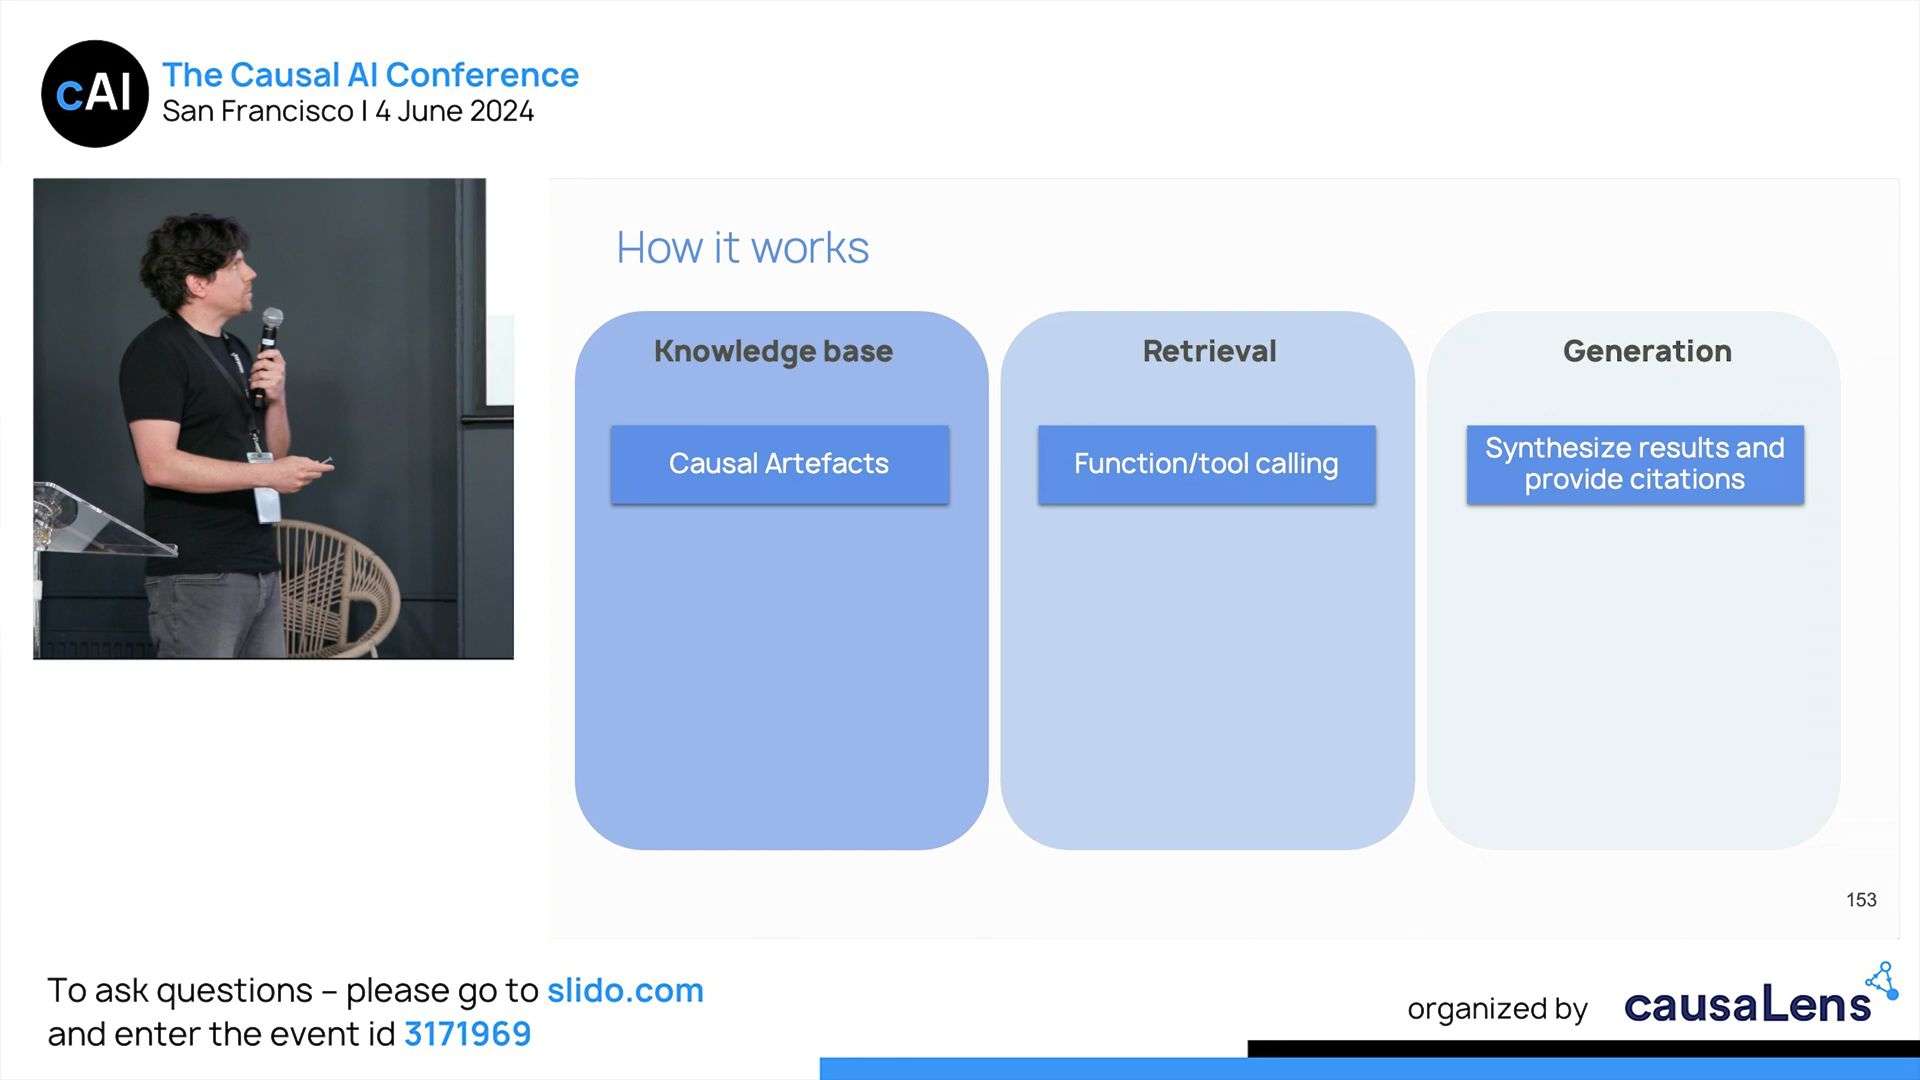 cAI
The Causal AI Conference
San Francisco | 4 June 2024
How it works
Knowledge base
Causal Artefacts
Retrieval
Function/tool calling
Generation
Synthesize results and
provide citations
153
To ask questions – please go to slido.com
and enter the event id 3171969
organized by causaLens